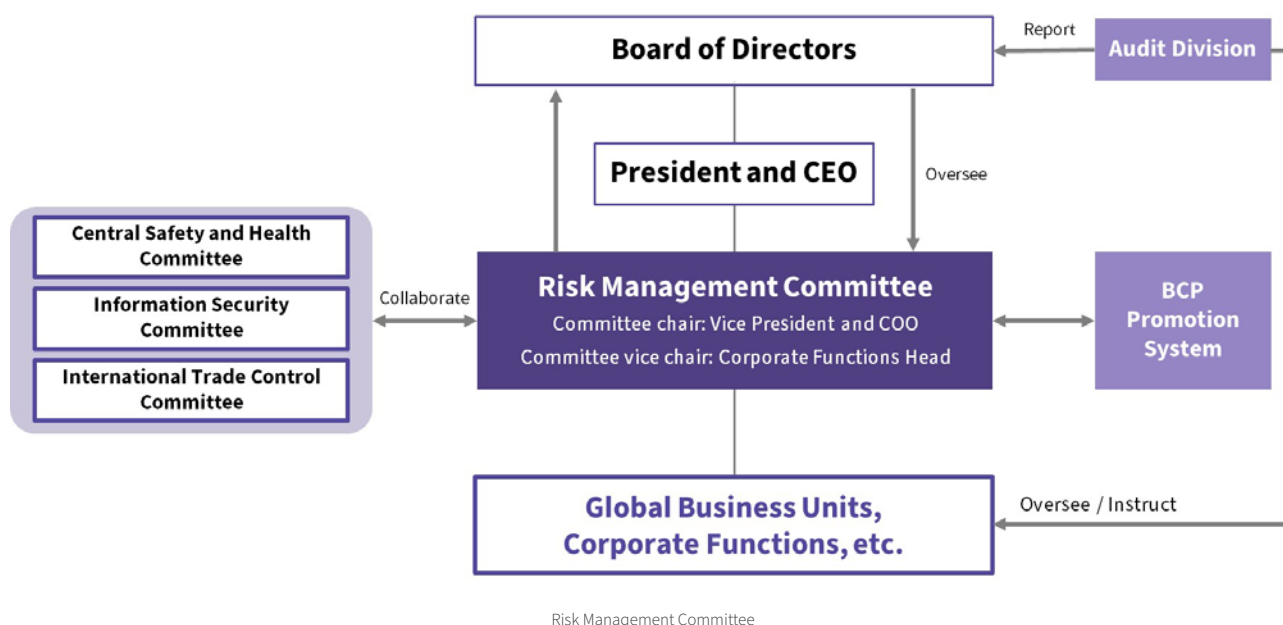 Board of Directors
Report
Audit Division
President and CEO
Oversee
Central Safety and Health
Committee
Information Security
Committee
International Trade Control
Committee
Collaborate
Risk Management Committee
Committee chair: Vice President and COO
Committee vice chair: Corporate Functions Head
BCP
Promotion
System
Global Business Units,
Corporate Functions, etc.
Oversee / Instruct
Risk Management Committee